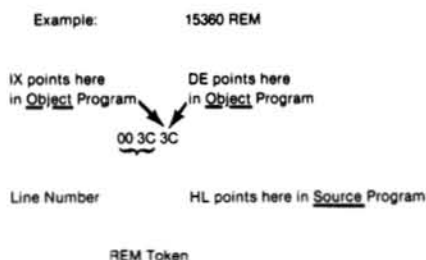 Example: 15360 REM
IX points here DE points here
in Object Program in Object Program
00 3C 3C
Line Number HL points here in Source Program
REM Token